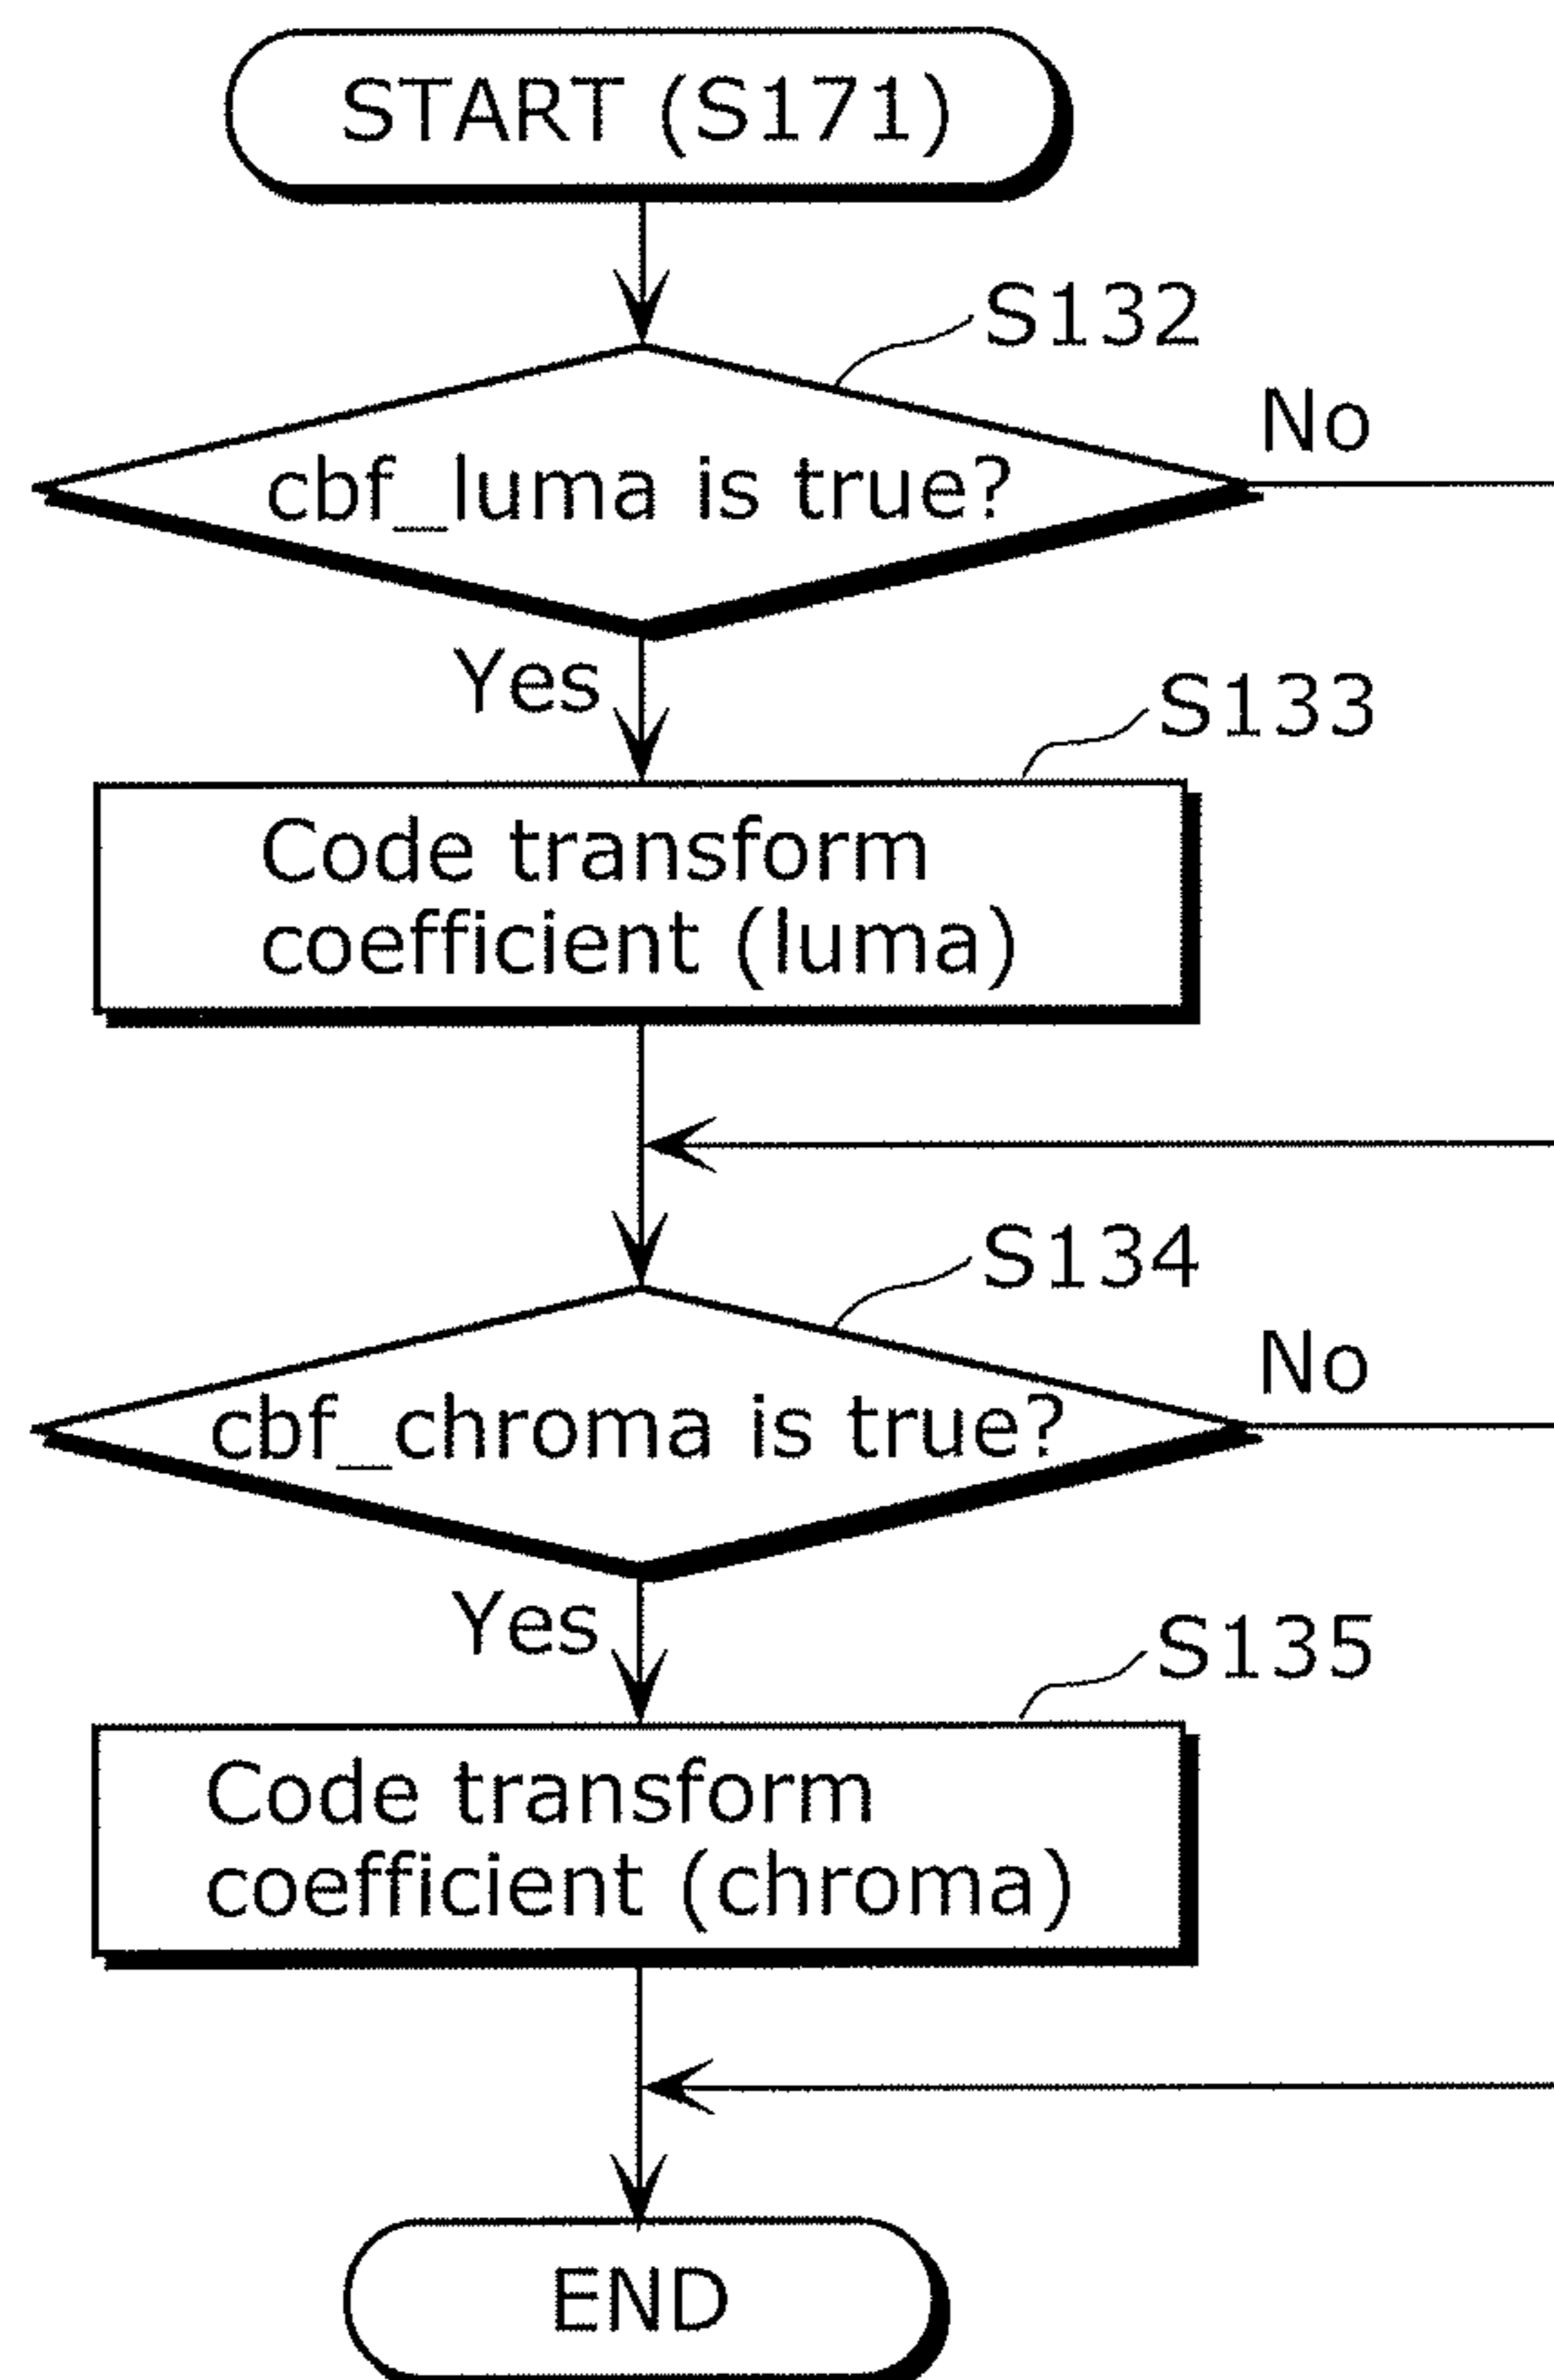 START (S171)
S132
No
cbf_luma is true?
Yes
S133
Code transform
coefficient (luma)
S134
No
cbf_chroma is true?
Yes
S135
Code transform
coefficient (chroma)
END